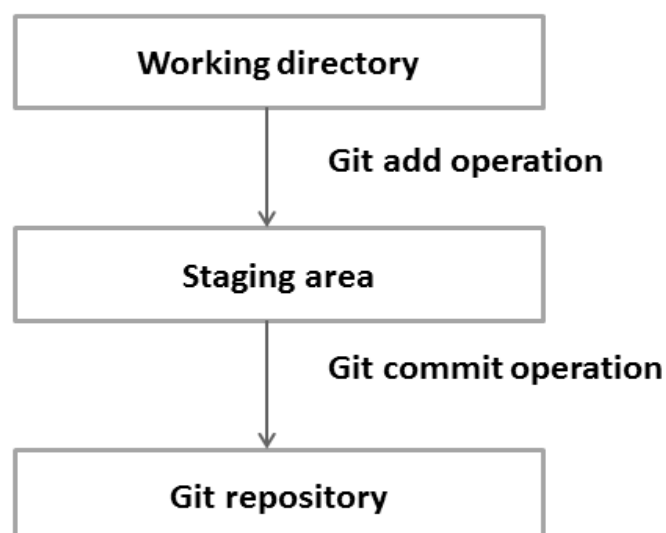 Working directory
Git add operation
Staging area
Git commit operation
Git repository